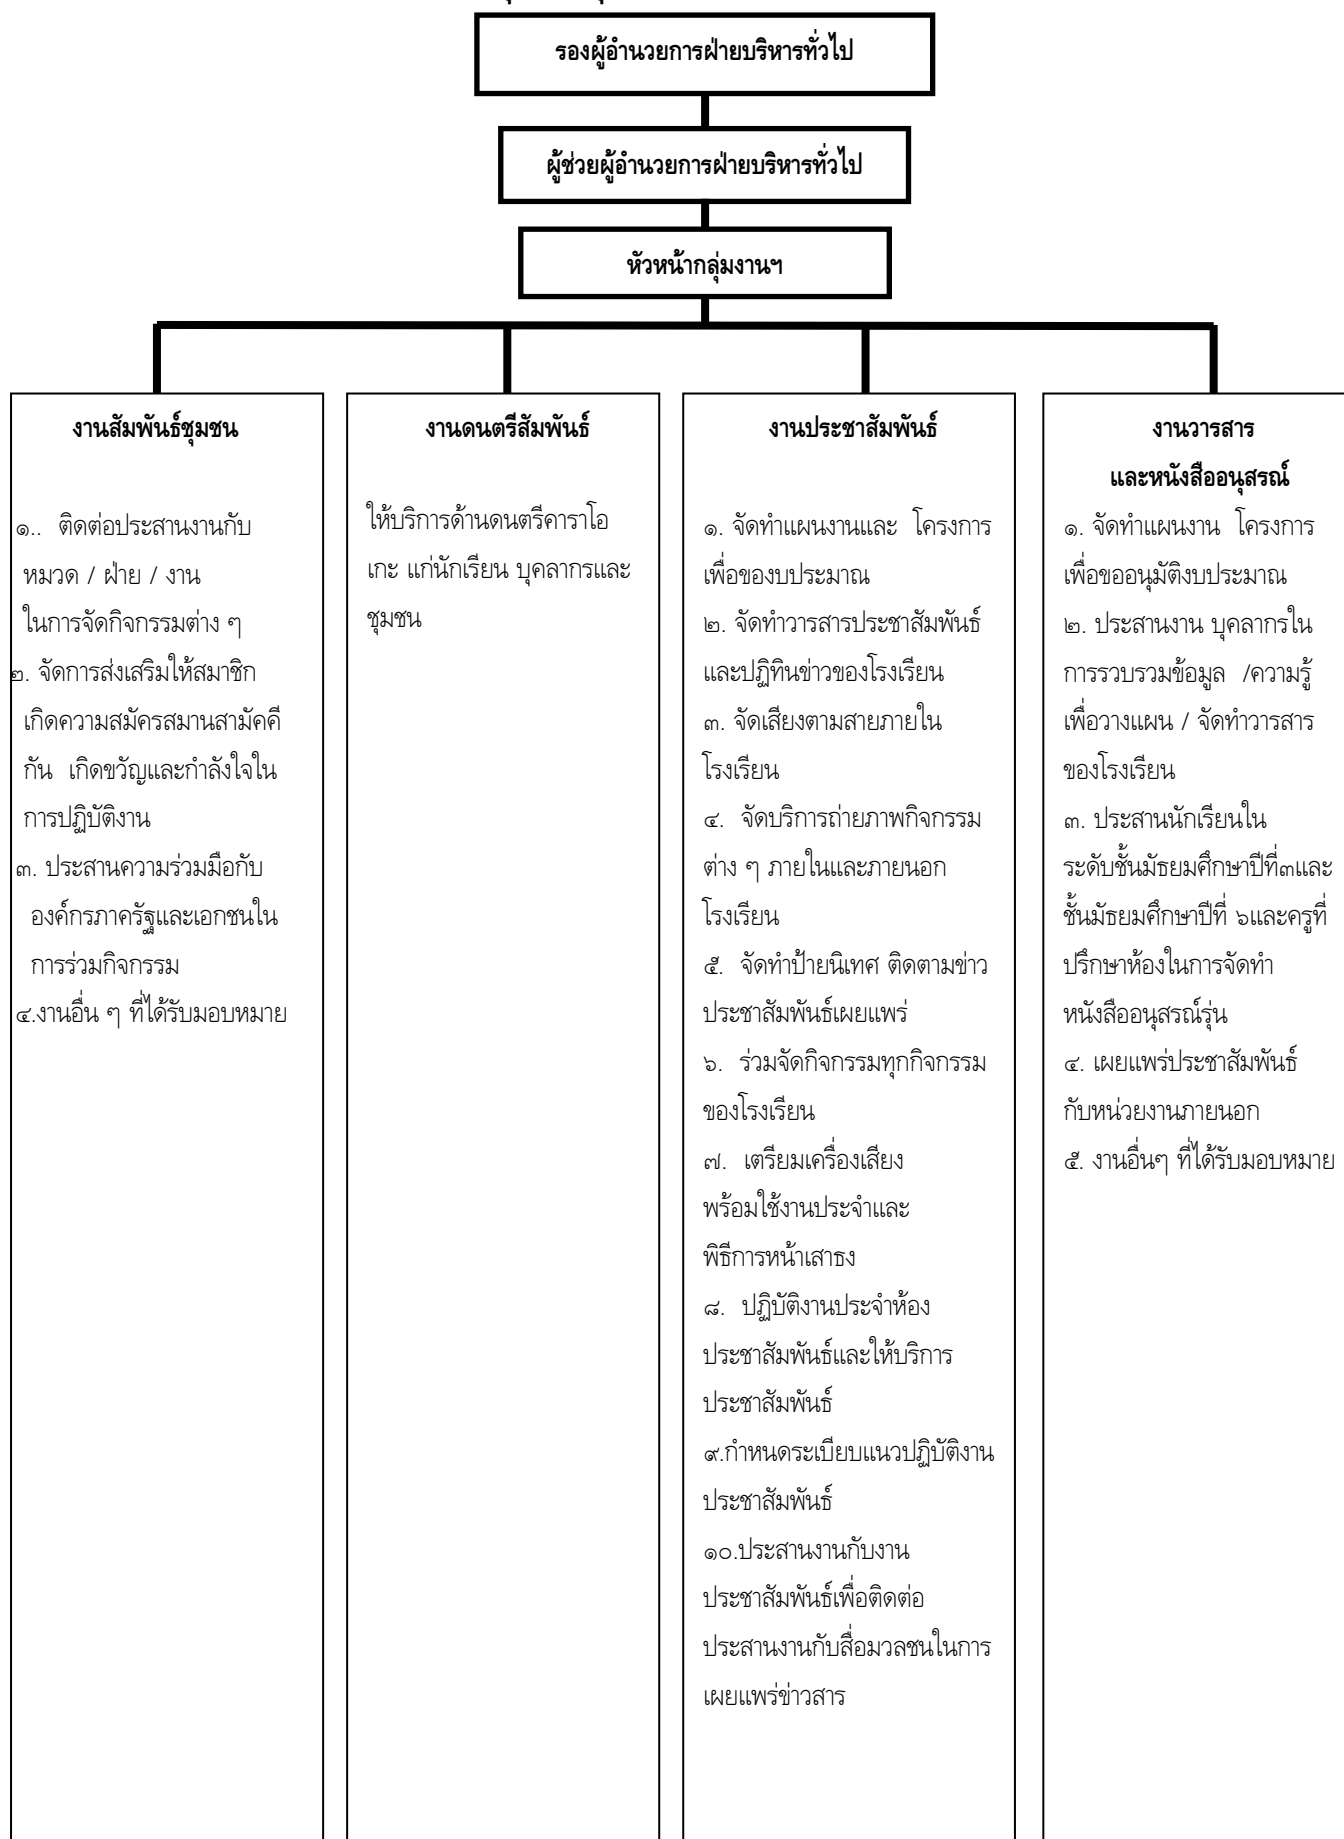 รองผู้อำนวยการฝ่ายบริหารทั่วไป
ผู้ช่วยผู้อำนวยการฝ่ายบริหารทั่วไป
หัวหน้ากลุ่มงานฯ
งานสัมพันธ์ชุมชน
๑.. ติดต่อประสานงานกับ
หมวด / ฝ่าย / งาน
ในการจัดกิจกรรมต่าง ๆ
๒. จัดการส่งเสริมให้สมาชิก
เกิดความสมัครสมานสามัคคี
กัน เกิดขวัญและกำลังใจใน
การปฏิบัติงาน
๓. ประสานความร่วมมือกับ
องค์กรภาครัฐและเอกชนใน
การร่วมกิจกรรม
๔.งานอื่น ๆ ที่ได้รับมอบหมาย
งานดนตรีสัมพันธ์
ให้บริการด้านดนตรีคาราโอ
เกะ แก่นักเรียน บุคลากรและ
ชุมชน
งานประชาสัมพันธ์
๑. จัดทำแผนงานและ โครงการ
เพื่อของบประมาณ
๒. จัดทำวารสารประชาสัมพันธ์
และปฏิทินข่าวของโรงเรียน
๓. จัดเสียงตามสายภายใน
โรงเรียน
๔. จัดบริการถ่ายภาพกิจกรรม
ต่าง ๆ ภายในและภายนอก
โรงเรียน
๕. จัดทำป้ายนิเทศ ติดตามข่าว
ประชาสัมพันธ์เผยแพร่
๖. ร่วมจัดกิจกรรมทุกกิจกรรม
ของโรงเรียน
๗. เตรียมเครื่องเสียง
พร้อมใช้งานประจำและ
พิธีการหน้าเสาธง
๘. ปฏิบัติงานประจำห้อง
ประชาสัมพันธ์และให้บริการ
ประชาสัมพันธ์
๙.กำหนดระเบียบแนวปฏิบัติงาน
ประชาสัมพันธ์
๑๐.ประสานงานกับงาน
ประชาสัมพันธ์เพื่อติดต่อ
ประสานงานกับสื่อมวลชนในการ
เผยแพร่ข่าวสาร
งานวารสาร
และหนังสืออนุสรณ์
๑. จัดทำแผนงาน โครงการ
เพื่อขออนุมัติงบประมาณ
๒. ประสานงาน บุคลากรใน
การรวบรวมข้อมูล /ความรู้
เพื่อวางแผน / จัดทำวารสาร
ของโรงเรียน
๓. ประสานนักเรียนใน
ระดับชั้นมัธยมศึกษาปีที่๓และ
ชั้นมัธยมศึกษาปีที่ ๖และครูที่
ปรึกษาห้องในการจัดทำ
หนังสืออนุสรณ์รุ่น
๔. เผยแพร่ประชาสัมพันธ์
กับหน่วยงานภายนอก
๕. งานอื่นๆ ที่ได้รับมอบหมาย